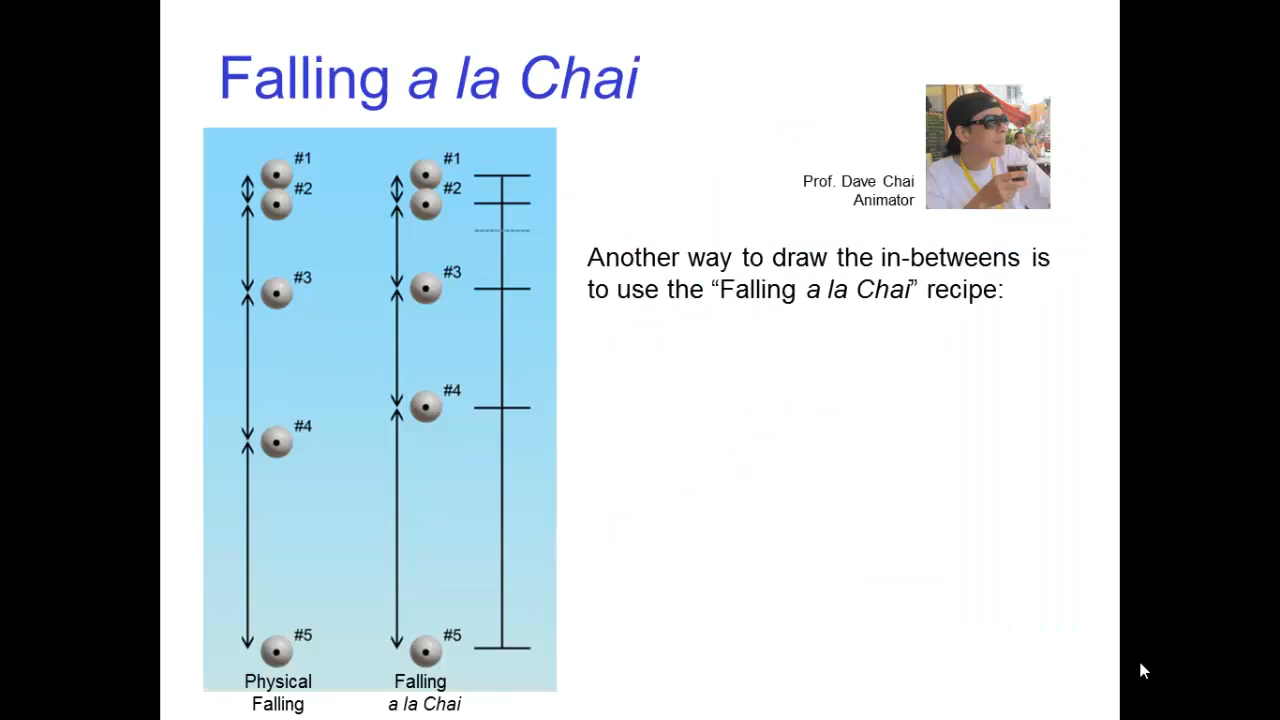 Falling a la Chai
Prof. Dave Chai
Animator
Another way to draw the in-betweens is
to use the “Falling a la Chai” recipe:
#1
#2
#3
#4
#5
Physical
Falling
#1
#2
#3
#4
#5
Falling
a la Chai